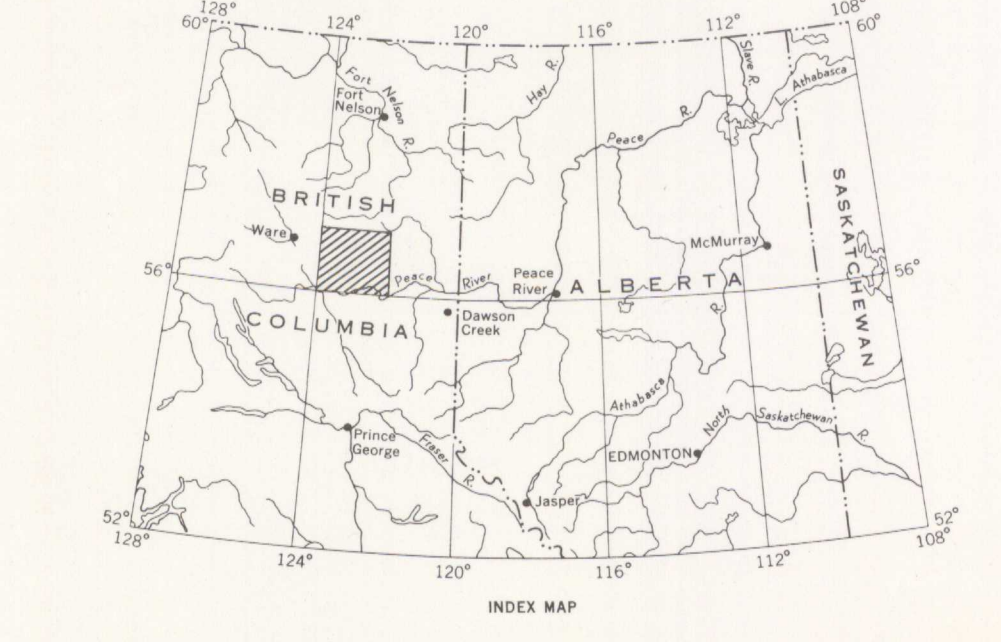 128° 124° 120° 116° 112° 108°
60° 60°
Slave R.
Athabasca
Hay R.
Fort Nelson R.
Fort
Nelson
Peace R.
SASKATCHEWAN
BRITISH
Ware
McMurray
56° 56°
Peace River
Peace
River
ALBERTA
R.
Dawson
Creek
COLUMBIA
Athabasca
North Saskatchewan R.
Prince
George
Fraser R.
EDMONTON
Jasper
52° 52°
128° 124° 120° 116° 112° 108°
INDEX MAP